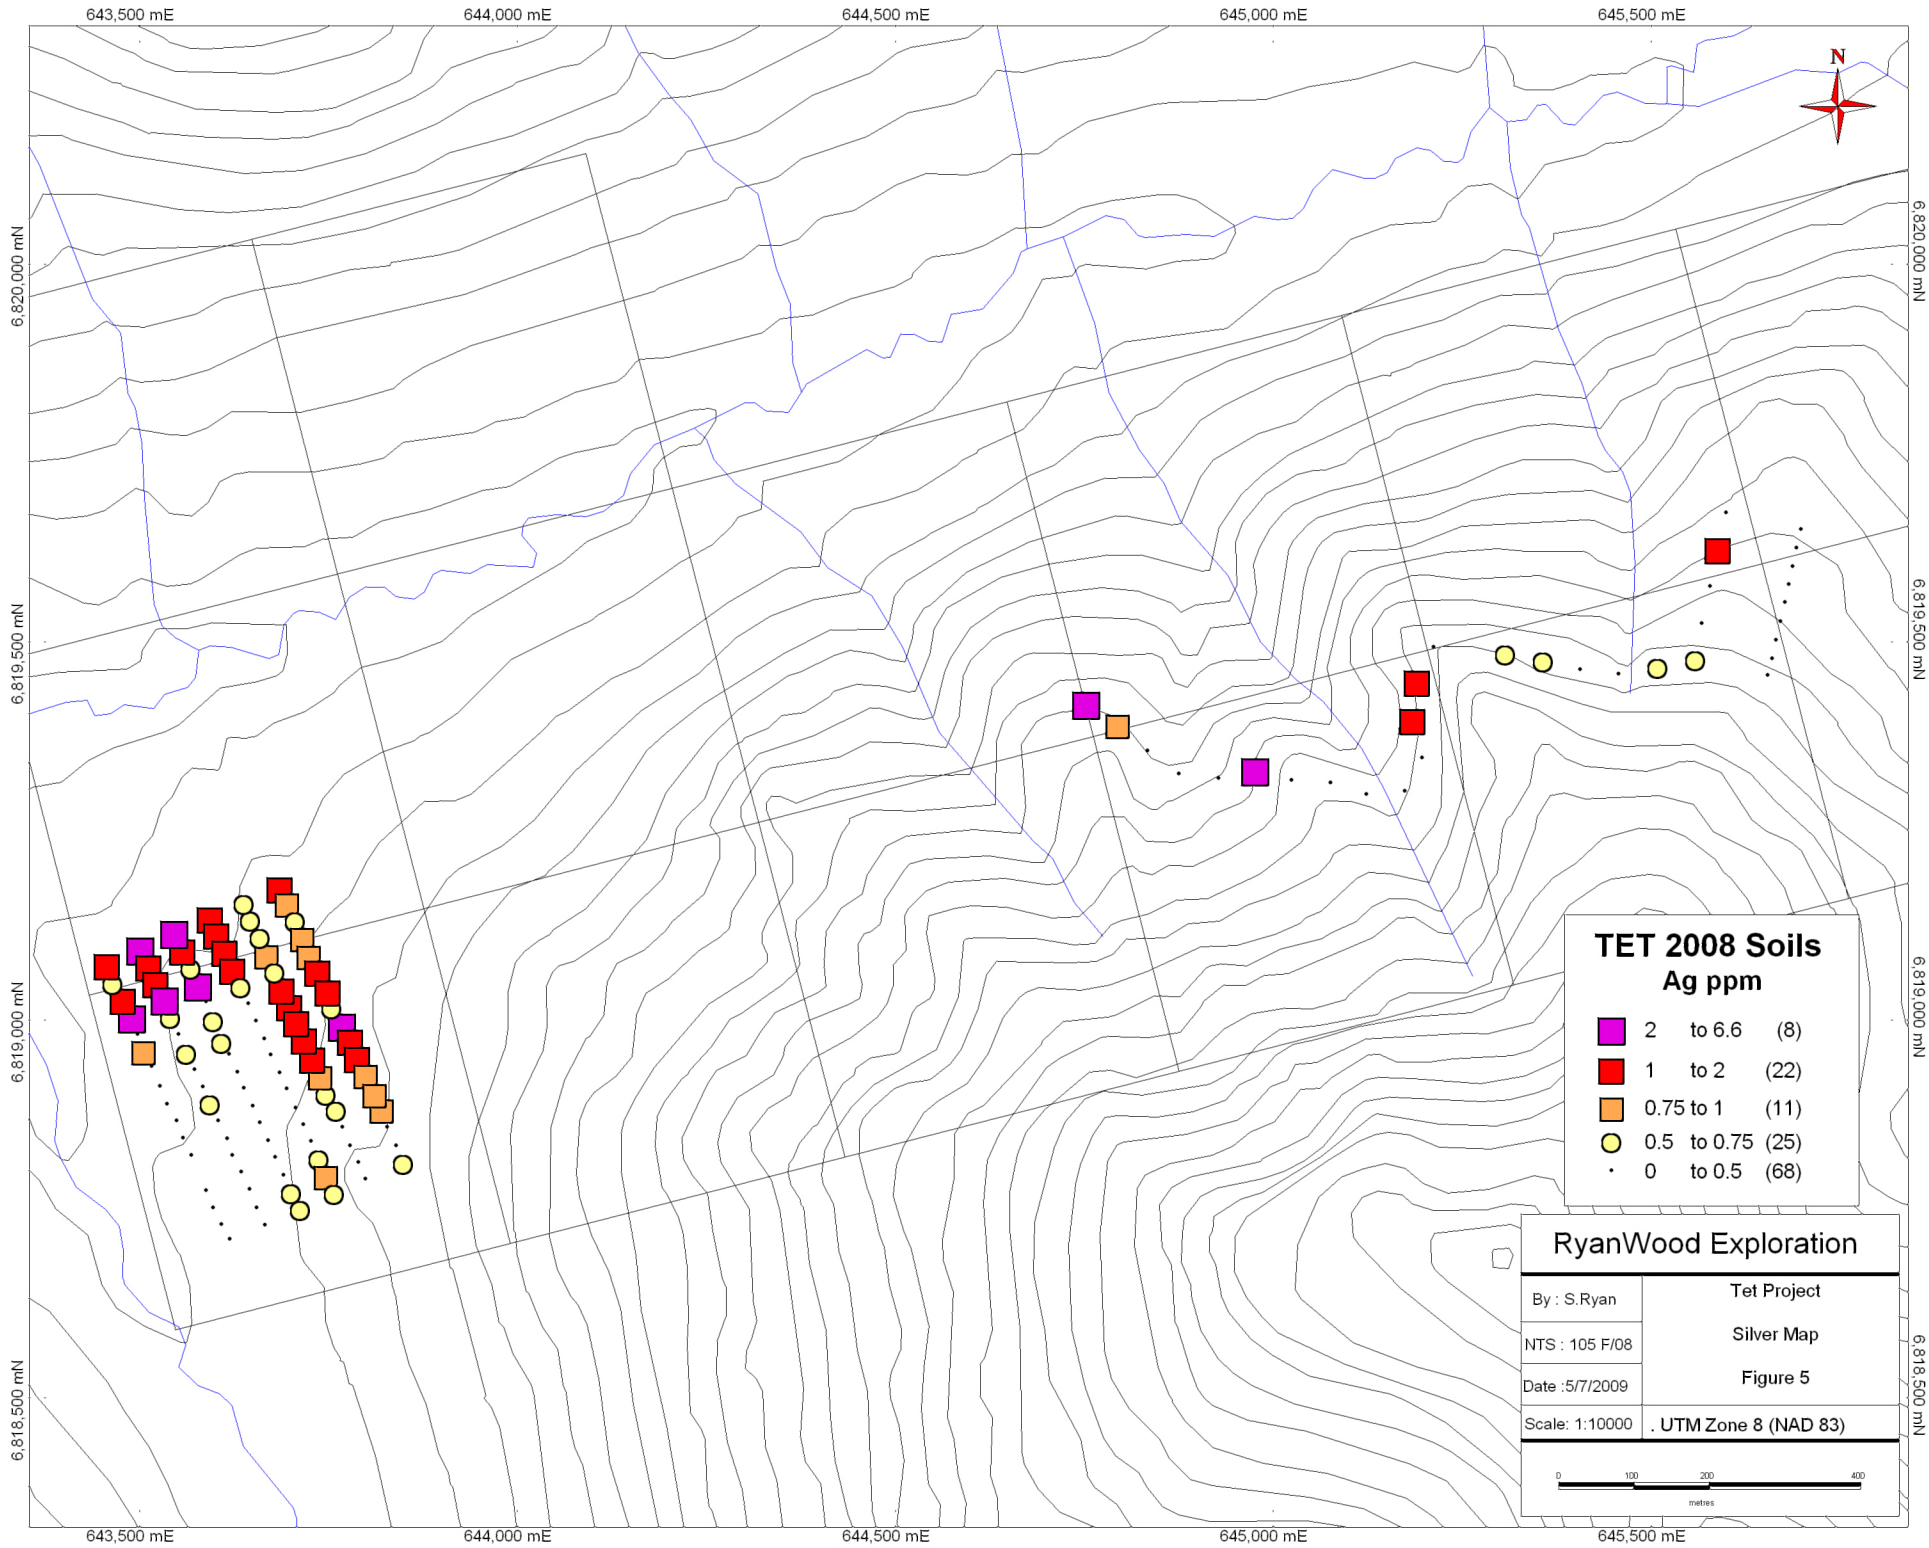 643,500 mE 644,000 mE 644,500 mE 645,000 mE 645,500 mE
N
6,820,000 mN 6,820,000 mN
6,819,500 mN 6,819,500 mN
6,819,000 mN 6,819,000 mN
6,818,500 mN 6,818,500 mN
TET 2008 Soils
Ag ppm
2 to 6.6 (8)
1 to 2 (22)
0.75 to 1 (11)
0.5 to 0.75 (25)
0 to 0.5 (68)
RyanWood Exploration
By : S.Ryan
Tet Project
NTS : 105 F/08
Silver Map
Date :5/7/2009
Figure 5
Scale: 1:10000
. UTM Zone 8 (NAD 83)
0 100 200 400
metres
643,500 mE 644,000 mE 644,500 mE 645,000 mE 645,500 mE